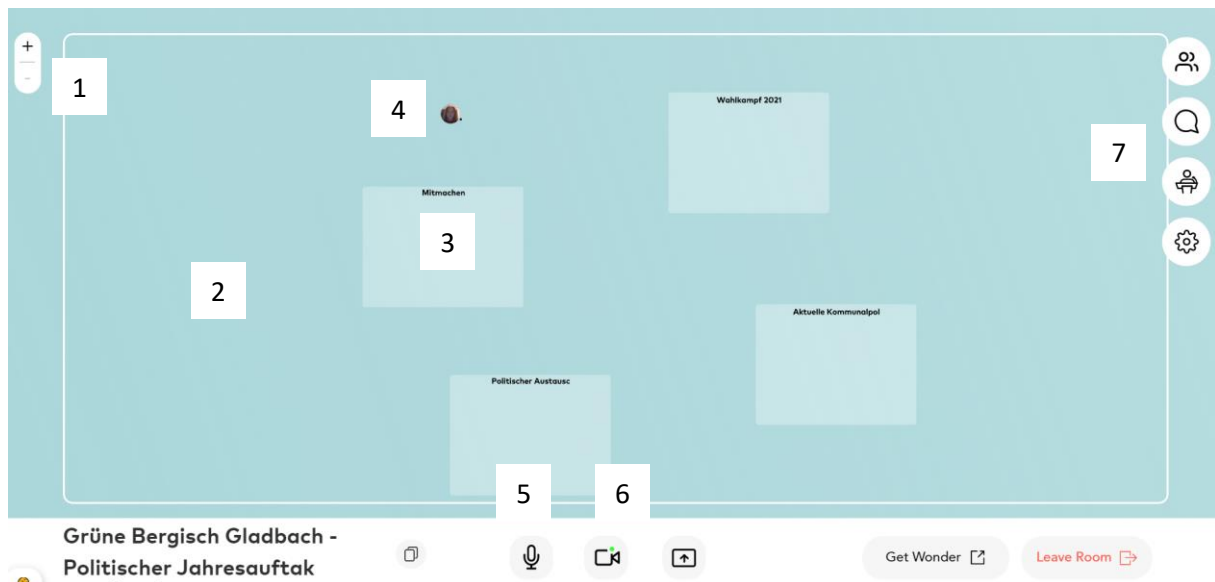 +
-
1
4
Wahlkampf 2021
7
Mitmachen
3
2
Aktuelle Kommunalpol
Politischer Austausc
5
6
Grüne Bergisch Gladbach -
Politischer Jahresauftak
Get Wonder
Leave Room